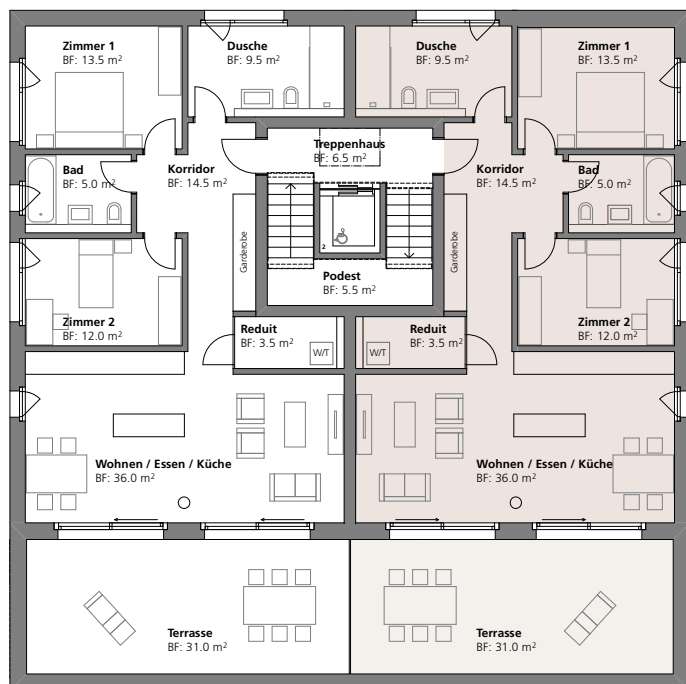 Zimmer 1
BF: 13.5 m²
Dusche
BF: 9.5 m²
Dusche
BF: 9.5 m²
Zimmer 1
BF: 13.5 m²
Treppenhaus
BF: 6.5 m²
Bad
BF: 5.0 m²
Korridor
BF: 14.5 m²
Korridor
BF: 14.5 m²
Bad
BF: 5.0 m²
Garderobe
2
Garderobe
Podest
BF: 5.5 m²
Zimmer 2
BF: 12.0 m²
Reduit
BF: 3.5 m²
W/T
Reduit
BF: 3.5 m²
W/T
Zimmer 2
BF: 12.0 m²
Wohnen / Essen / Küche
BF: 36.0 m²
Wohnen / Essen / Küche
BF: 36.0 m²
Terrasse
BF: 31.0 m²
Terrasse
BF: 31.0 m²